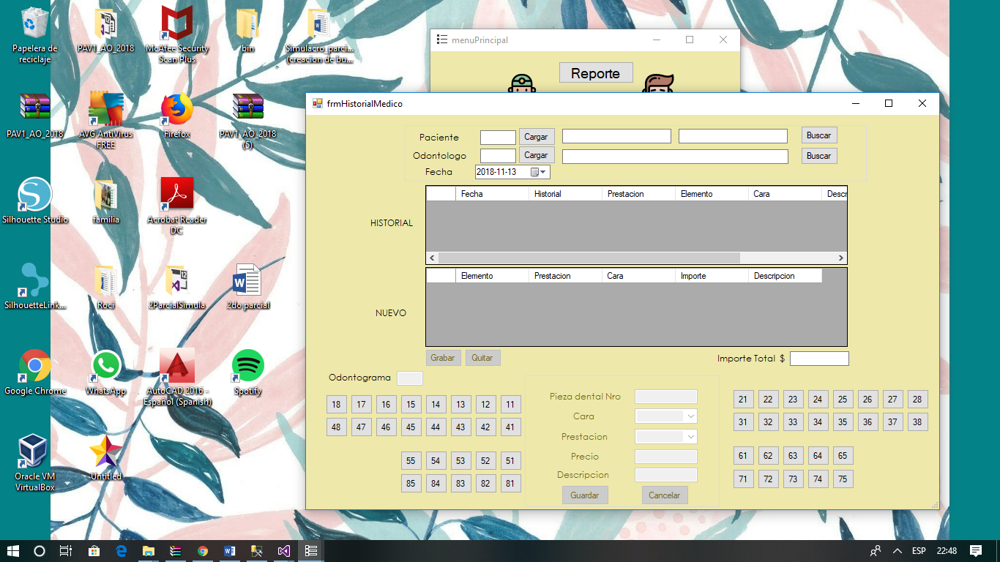 Papelera de
reciclaje
PAV1_AO_2018
McAfee Security
Scan Plus
bin
Simulacro_parci...
(creacion de bu...
PAV1_AO_2018
AVG AntiVirus
FREE
Firefox
PAV1_AO_2018
(5)
Silhouette Studio
familia
Acrobat Reader
DC
SilhouetteLink...
Roci
2ParcialSimula
2do parcial
Google Chrome
WhatsApp
AutoCAD 2016 -
Español (Spanish)
Spotify
Oracle VM
VirtualBox
Untitled
menuPrincipal
Reporte
frmHistorialMedico
Paciente Cargar Buscar
Odontologo Cargar Buscar
Fecha 2018-11-13
Fecha Historial Prestacion Elemento Cara Descr
HISTORIAL
Elemento Prestacion Cara Importe Descripcion
NUEVO
Grabar Quitar Importe Total $
Odontograma
18 17 16 15 14 13 12 11
48 47 46 45 44 43 42 41
55 54 53 52 51
85 84 83 82 81
Pieza dental Nro
Cara
Prestacion
Precio
Descripcion
Guardar Cancelar
21 22 23 24 25 26 27 28
31 32 33 34 35 36 37 38
61 62 63 64 65
71 72 73 74 75
ESP 22:48